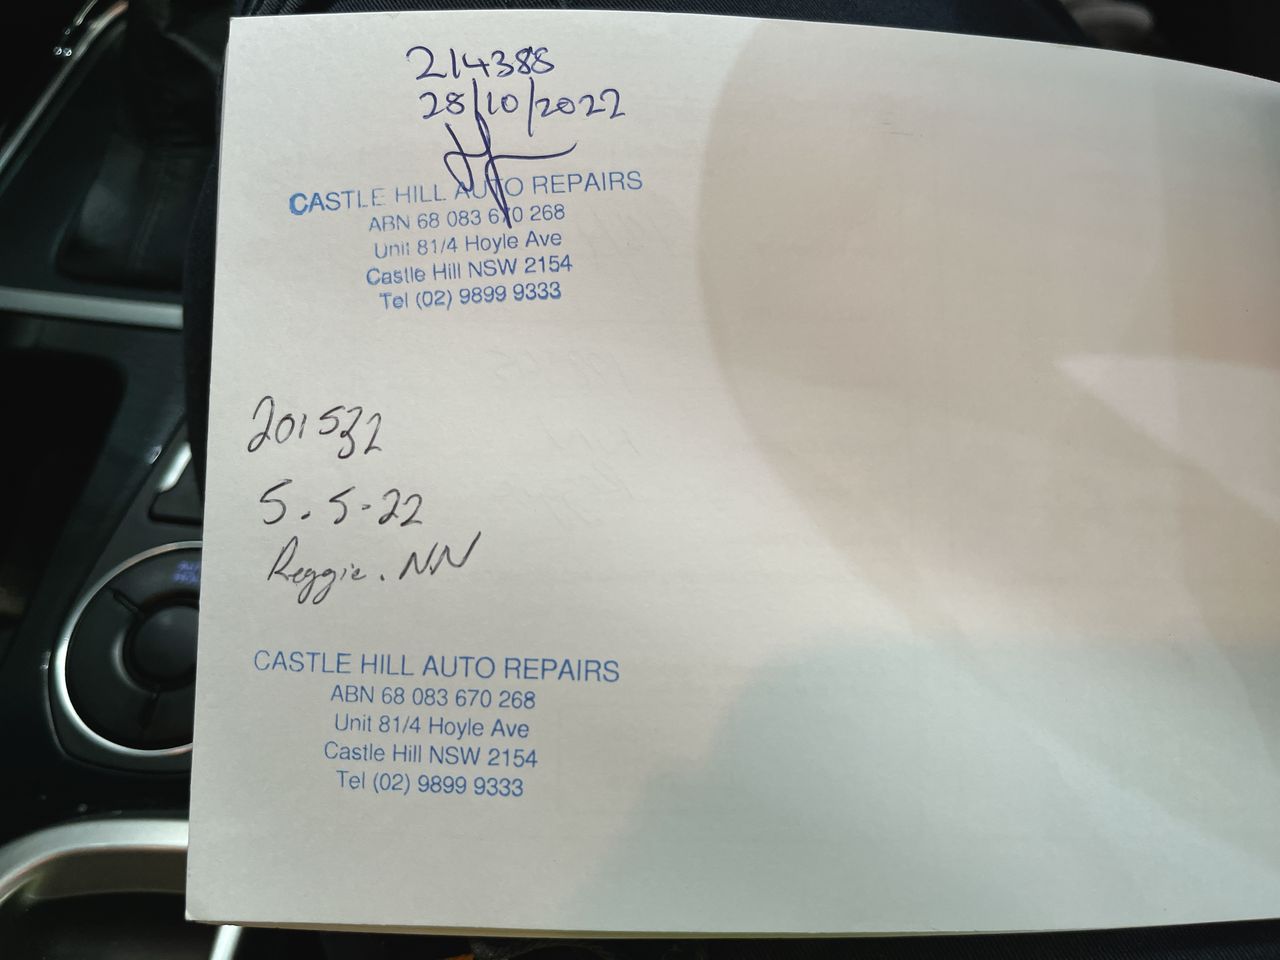 214388
28/10/2022
CASTLE HILL AUTO REPAIRS
ABN 68 083 670 268
Unit 81/4 Hoyle Ave
Castle Hill NSW 2154
Tel (02) 9899 9333
201532
5.5-22
Reggie. NN
CASTLE HILL AUTO REPAIRS
ABN 68 083 670 268
Unit 81/4 Hoyle Ave
Castle Hill NSW 2154
Tel (02) 9899 9333